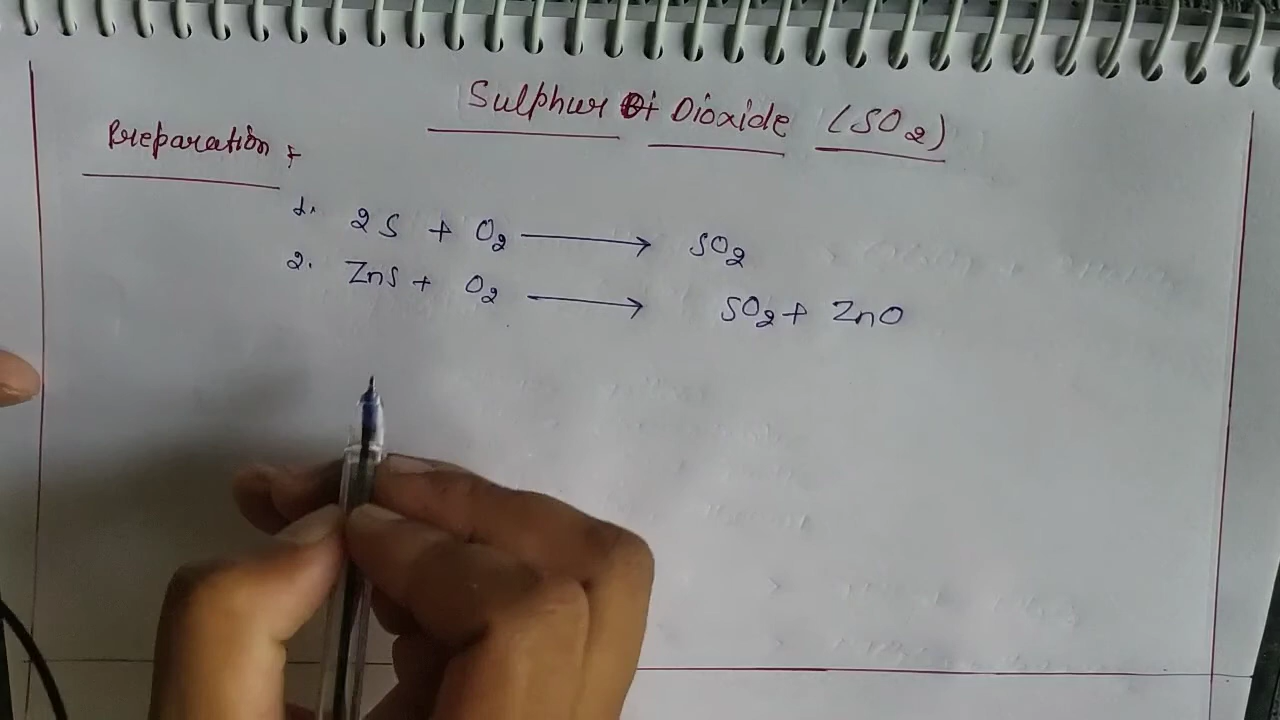 Sulphur Dioxide (SO₂)
Preparation :
1. 2S + O₂ ⟶ SO₂
2. ZnS + O₂ ⟶ SO₂ + ZnO